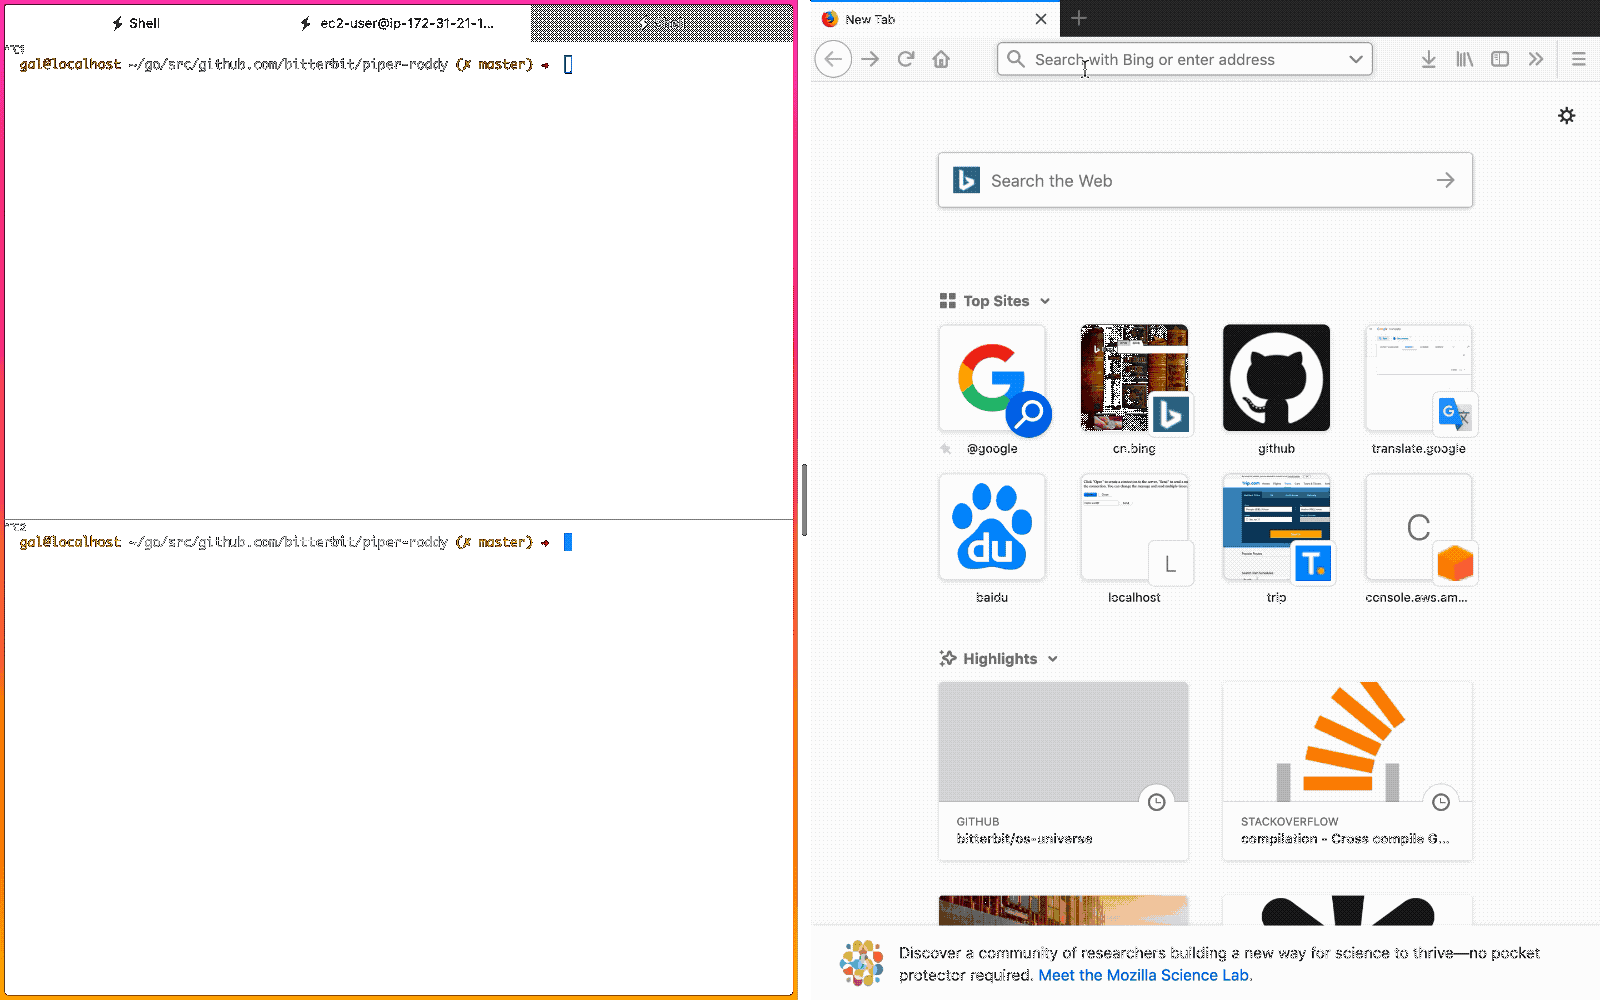 Shell
ec2-user@ip-172-31-21-1...
Shell
⌥⌘1
gal@localhost ~/go/src/github.com/bitterbit/piper-roddy (✗ master) →
⌥⌘2
gal@localhost ~/go/src/github.com/bitterbit/piper-roddy (✗ master) →
New Tab
Search with Bing or enter address
Search the Web
Top Sites
@google
cn.bing
github
translate.google
baidu
localhost
trip
console.aws.am...
du
L
T.
C
Highlights
GITHUB
bitterbit/os-universe
STACKOVERFLOW
compilation - Cross compile G...
Discover a community of researchers building a new way for science to thrive—no pocket
protector required. Meet the Mozilla Science Lab.